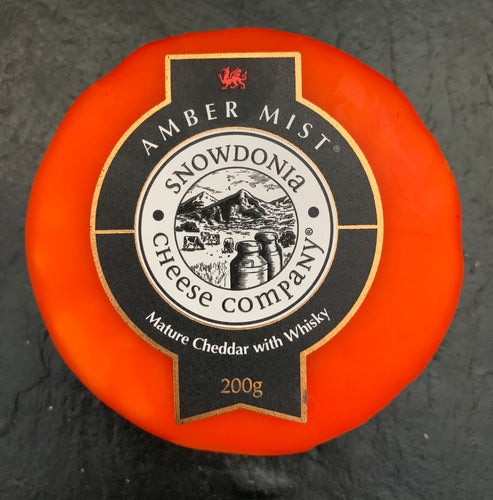 AMBER MIST®
SNOWDONIA
CHEESE COMPANY®
Mature Cheddar with Whisky
200g